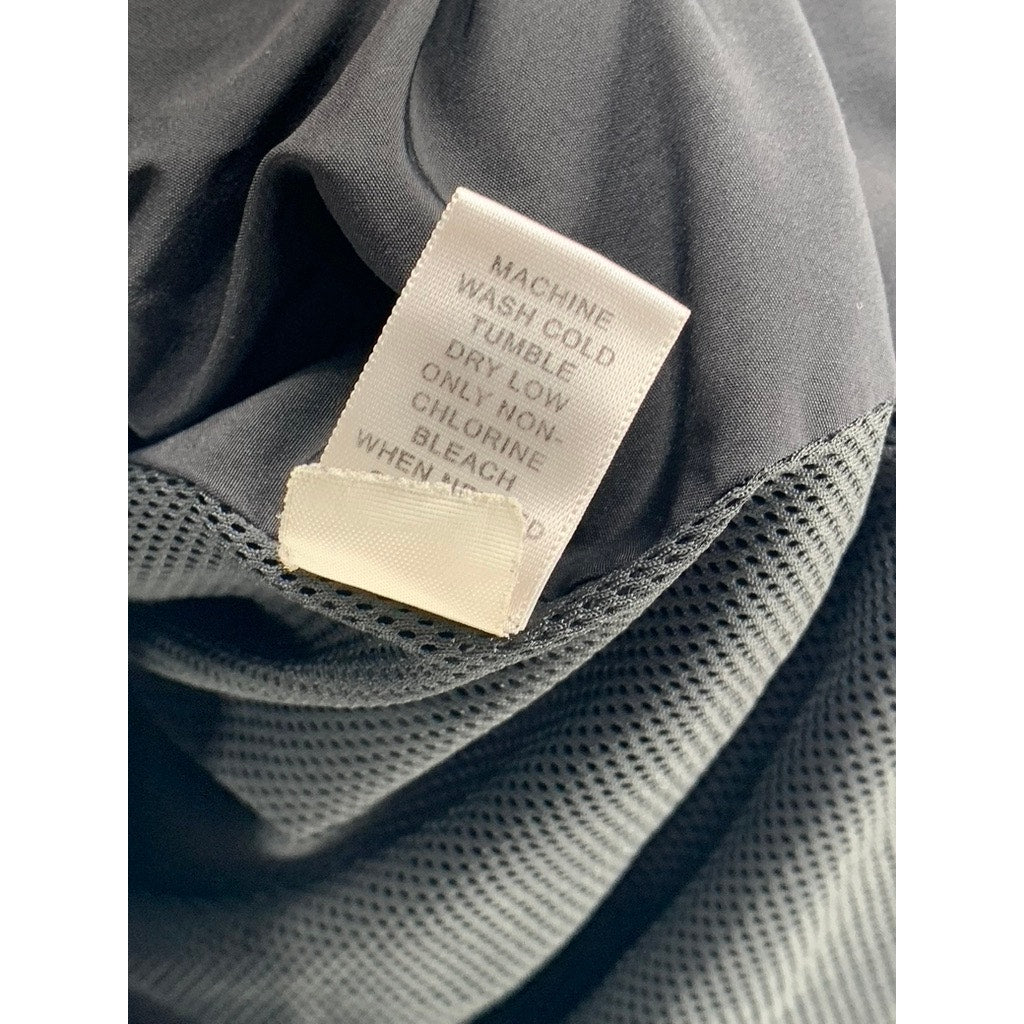 MACHINE
WASH COLD
TUMBLE
DRY LOW
ONLY NON-
CHLORINE
BLEACH
WHEN